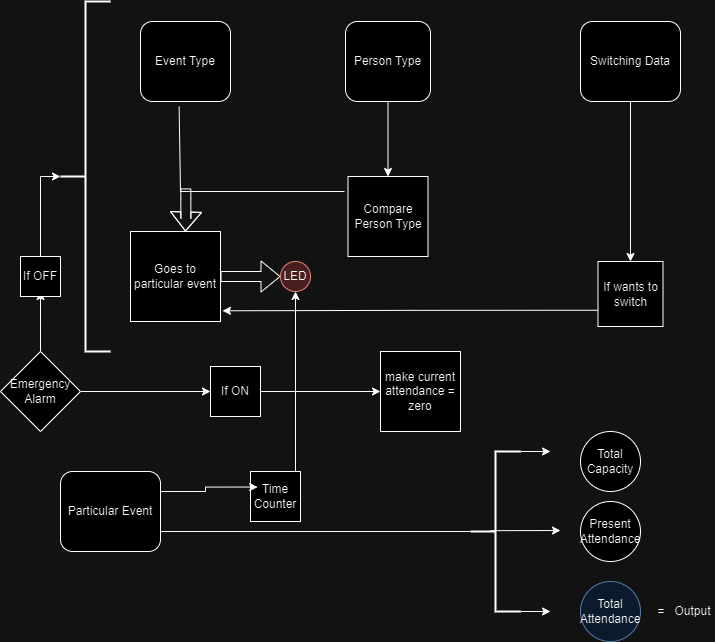 Event Type
Person Type
Switching Data
Compare
Person Type
If OFF
Goes to
particular event
LED
If wants to
switch
Emergency
Alarm
If ON
make current
attendance =
zero
Total
Capacity
Particular Event
Time
Counter
Present
Attendance
Total
Attendance
= Output